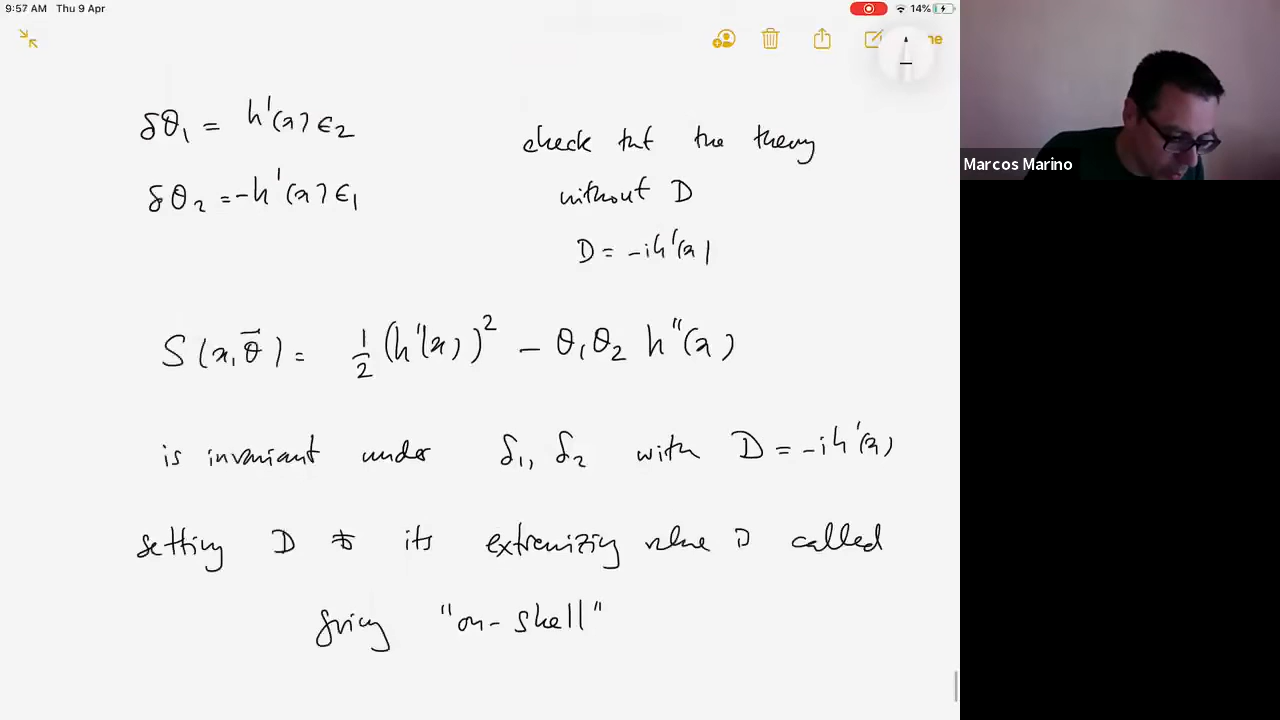 9:57 AM Thu 9 Apr
14%
δθ₁ = h'(x) ε₂
δθ₂ = -h'(x) ε₁
check tht the theory
without D
D = -ih'(x)
S(x,θ̄) = 1/2 (h'(x))² - θ₁θ₂ h''(x)
is invariant under δ₁, δ₂ with D = -ih'(x)
setting D to its extremizing value is called
going "on-shell"
Marcos Marino